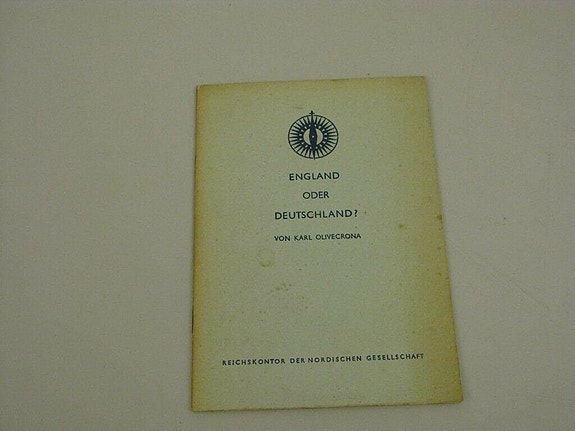 ENGLAND
ODER
DEUTSCHLAND?
VON KARL OLIVECRONA
REICHSKONTOR DER NORDISCHEN GESELLSCHAFT